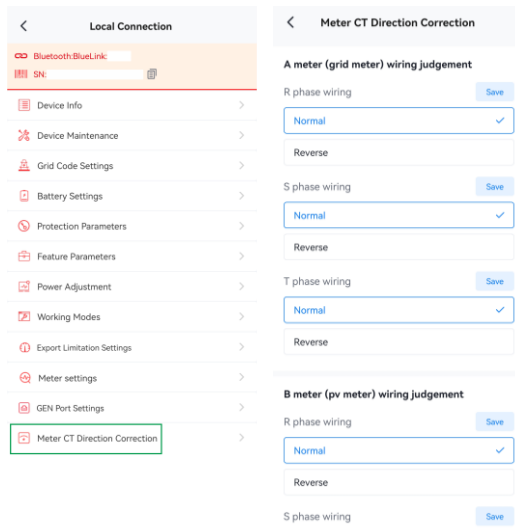 Local Connection
Bluetooth:BlueLink:
SN:
Device Info
Device Maintenance
Grid Code Settings
Battery Settings
Protection Parameters
Feature Parameters
Power Adjustment
Working Modes
Export Limitation Settings
Meter settings
GEN Port Settings
Meter CT Direction Correction
Meter CT Direction Correction
A meter (grid meter) wiring judgement
R phase wiring Save
Normal
Reverse
S phase wiring Save
Normal
Reverse
T phase wiring Save
Normal
Reverse
B meter (pv meter) wiring judgement
R phase wiring Save
Normal
Reverse
S phase wiring Save